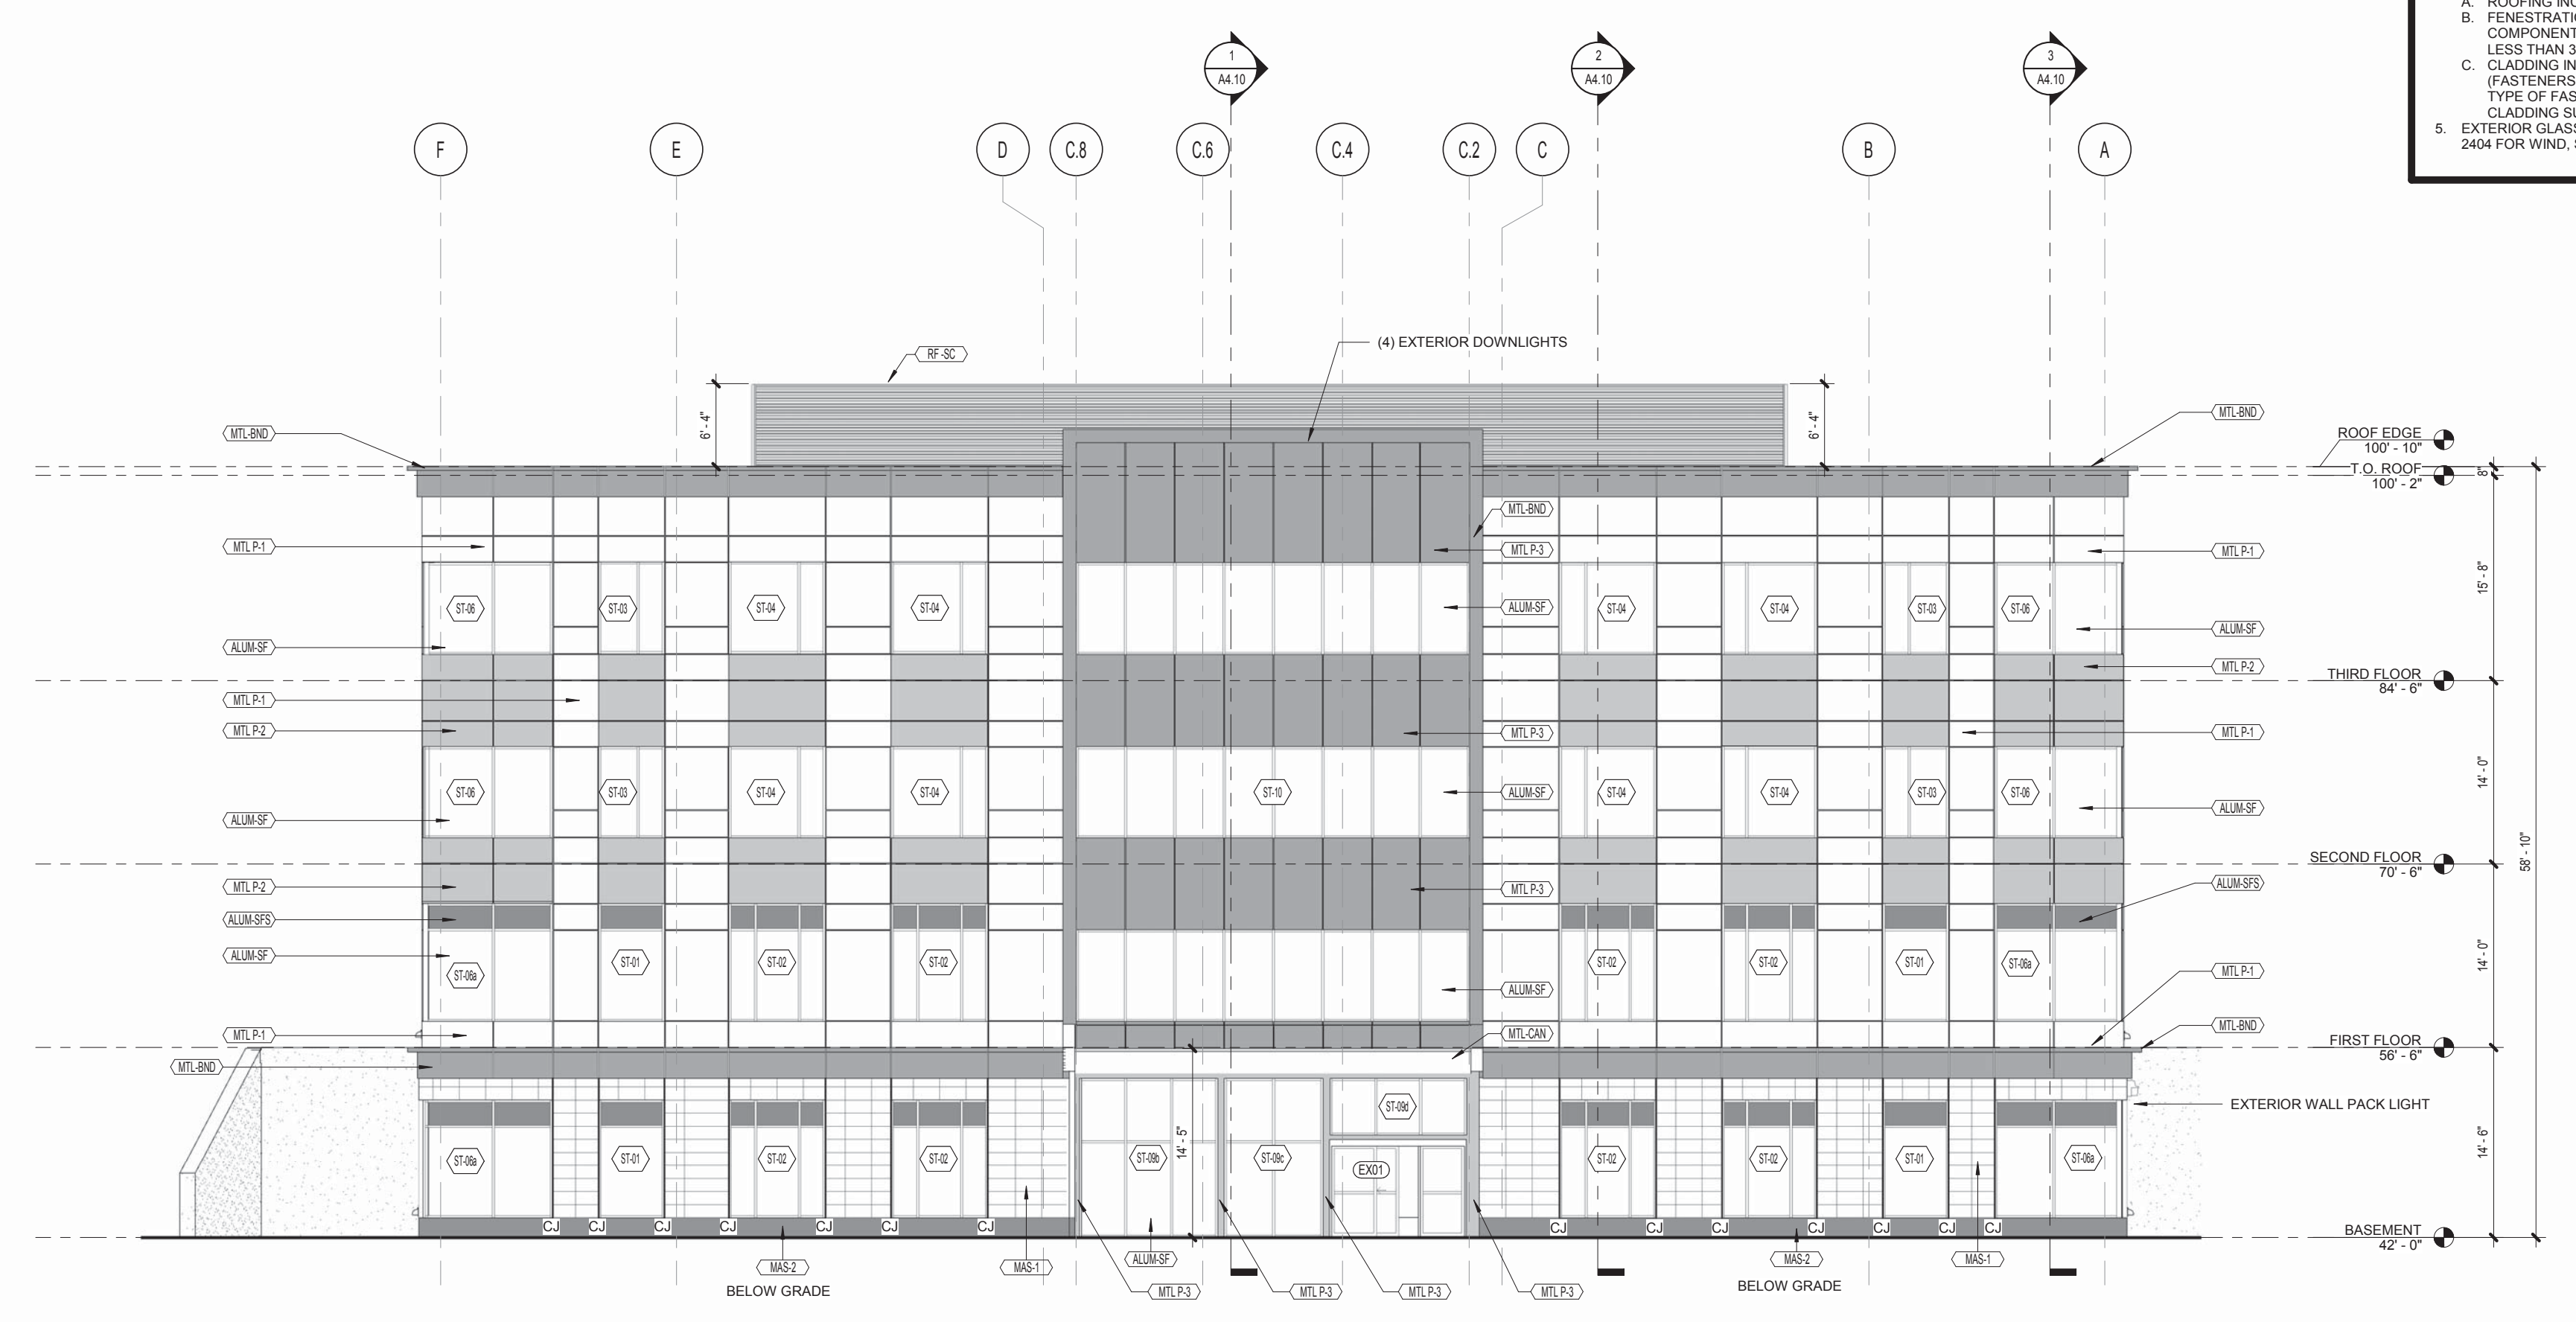 A. ROOFING INC
B. FENESTRATIO
COMPONENT
LESS THAN 3
C. CLADDING IN
(FASTENERS
TYPE OF FAS
CLADDING SU
5. EXTERIOR GLASS
2404 FOR WIND, S
1
A4.10
2
A4.10
3
A4.10
F
E
D
C.8
C.6
C.4
C.2
C
B
A
(4) EXTERIOR DOWNLIGHTS
RF -SC
6' - 4"
6' - 4"
MTL-BND
MTL-BND
ROOF EDGE
100' - 10"
T.O. ROOF
100' - 2"
8"
MTL-BND
MTL P-1
MTL P-3
MTL P-1
15' - 8"
ST-06
ST-03
ST-04
ST-04
ALUM-SF
ST-04
ST-04
ST-03
ST-06
ALUM-SF
ALUM-SF
MTL P-2
THIRD FLOOR
84' - 6"
MTL P-1
MTL P-2
MTL P-3
MTL P-1
14' - 0"
ST-06
ST-03
ST-04
ST-04
ST-10
ALUM-SF
ST-04
ST-04
ST-03
ST-06
ALUM-SF
ALUM-SF
58' - 10"
SECOND FLOOR
70' - 6"
MTL P-2
MTL P-3
ALUM-SFS
ALUM-SFS
ALUM-SF
14' - 0"
ST-06a
ST-01
ST-02
ST-02
ST-02
ST-02
ST-01
ST-06a
MTL P-1
ALUM-SF
MTL P-1
MTL-CAN
MTL-BND
FIRST FLOOR
56' - 6"
MTL-BND
ST-09d
EXTERIOR WALL PACK LIGHT
14' - 5"
14' - 6"
ST-06a
ST-01
ST-02
ST-02
ST-09b
ST-09c
EX01
ST-02
ST-02
ST-01
ST-06a
CJ
CJ
CJ
CJ
CJ
CJ
CJ
CJ
CJ
CJ
CJ
CJ
CJ
CJ
BASEMENT
42' - 0"
MAS-2
MAS-1
ALUM-SF
MAS-2
MAS-1
BELOW GRADE
MTL P-3
MTL P-3
MTL P-3
MTL P-3
BELOW GRADE